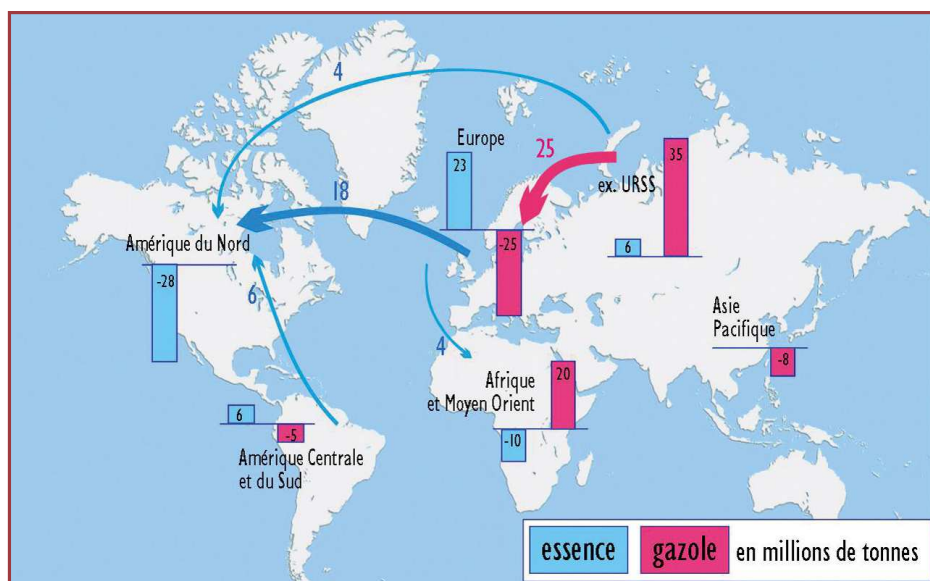 4
Europe
25
23
35
ex. URSS
18
-25
6
Amérique du Nord
-28
6
Asie
Pacifique
-8
4
Afrique
et Moyen Orient
20
-10
6
-5
Amérique Centrale
et du Sud
essence gazole en millions de tonnes